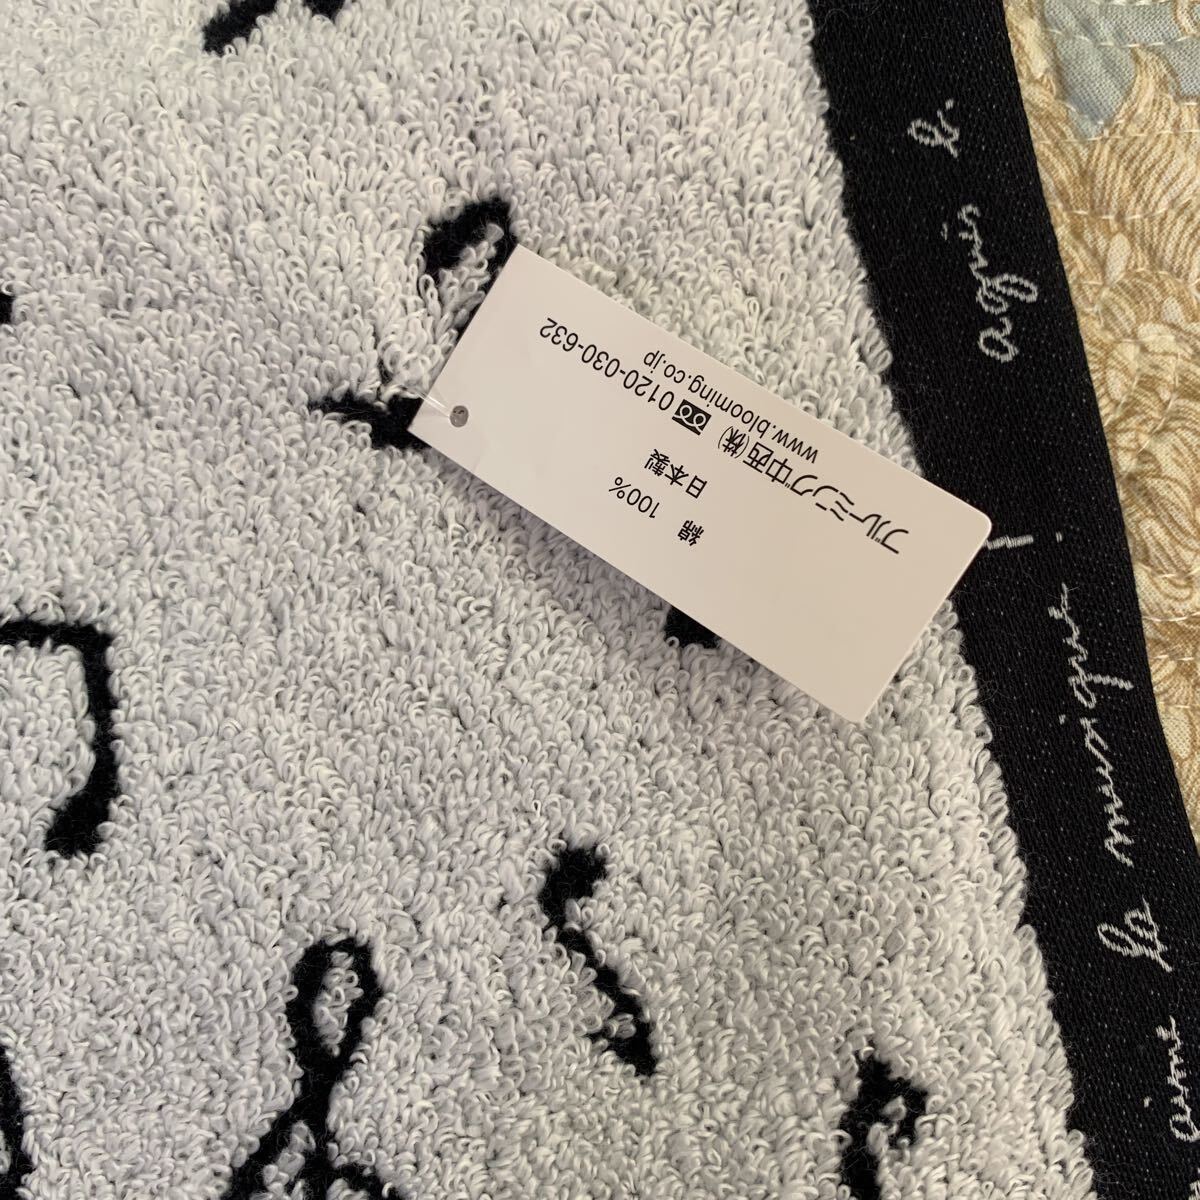 綿 100%
日本製
ブルーミング中西(株) 0120-030-632
www.blooming.co.jp
aime la musique !
agnès b.